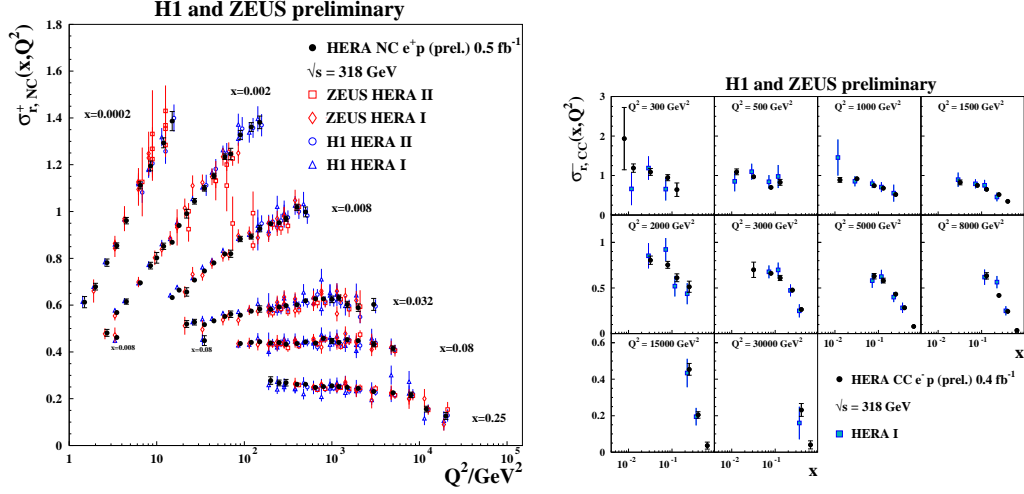 H1 and ZEUS preliminary
σ⁺r, NC(x,Q²)
1.8
1.6
1.4
1.2
1
0.8
0.6
0.4
0.2
0
HERA NC e⁺p (prel.) 0.5 fb⁻¹
√s = 318 GeV
ZEUS HERA II
ZEUS HERA I
H1 HERA II
H1 HERA I
x=0.0002
x=0.002
x=0.008
x=0.032
x=0.08
x=0.25
x=0.008
x=0.08
1 10 10² 10³ 10⁴ 10⁵
Q²/GeV²
H1 and ZEUS preliminary
σ⁻r, CC(x,Q²)
Q² = 300 GeV² Q² = 500 GeV² Q² = 1000 GeV² Q² = 1500 GeV²
3
2
1
0
Q² = 2000 GeV² Q² = 3000 GeV² Q² = 5000 GeV² Q² = 8000 GeV²
1.0
0.5
0.0
10⁻² 10⁻¹ 10⁻² 10⁻¹
x
Q² = 15000 GeV² Q² = 30000 GeV²
0.6
0.4
0.2
0
10⁻² 10⁻¹ 10⁻² 10⁻¹
x
HERA CC e⁻p (prel.) 0.4 fb⁻¹
√s = 318 GeV
HERA I